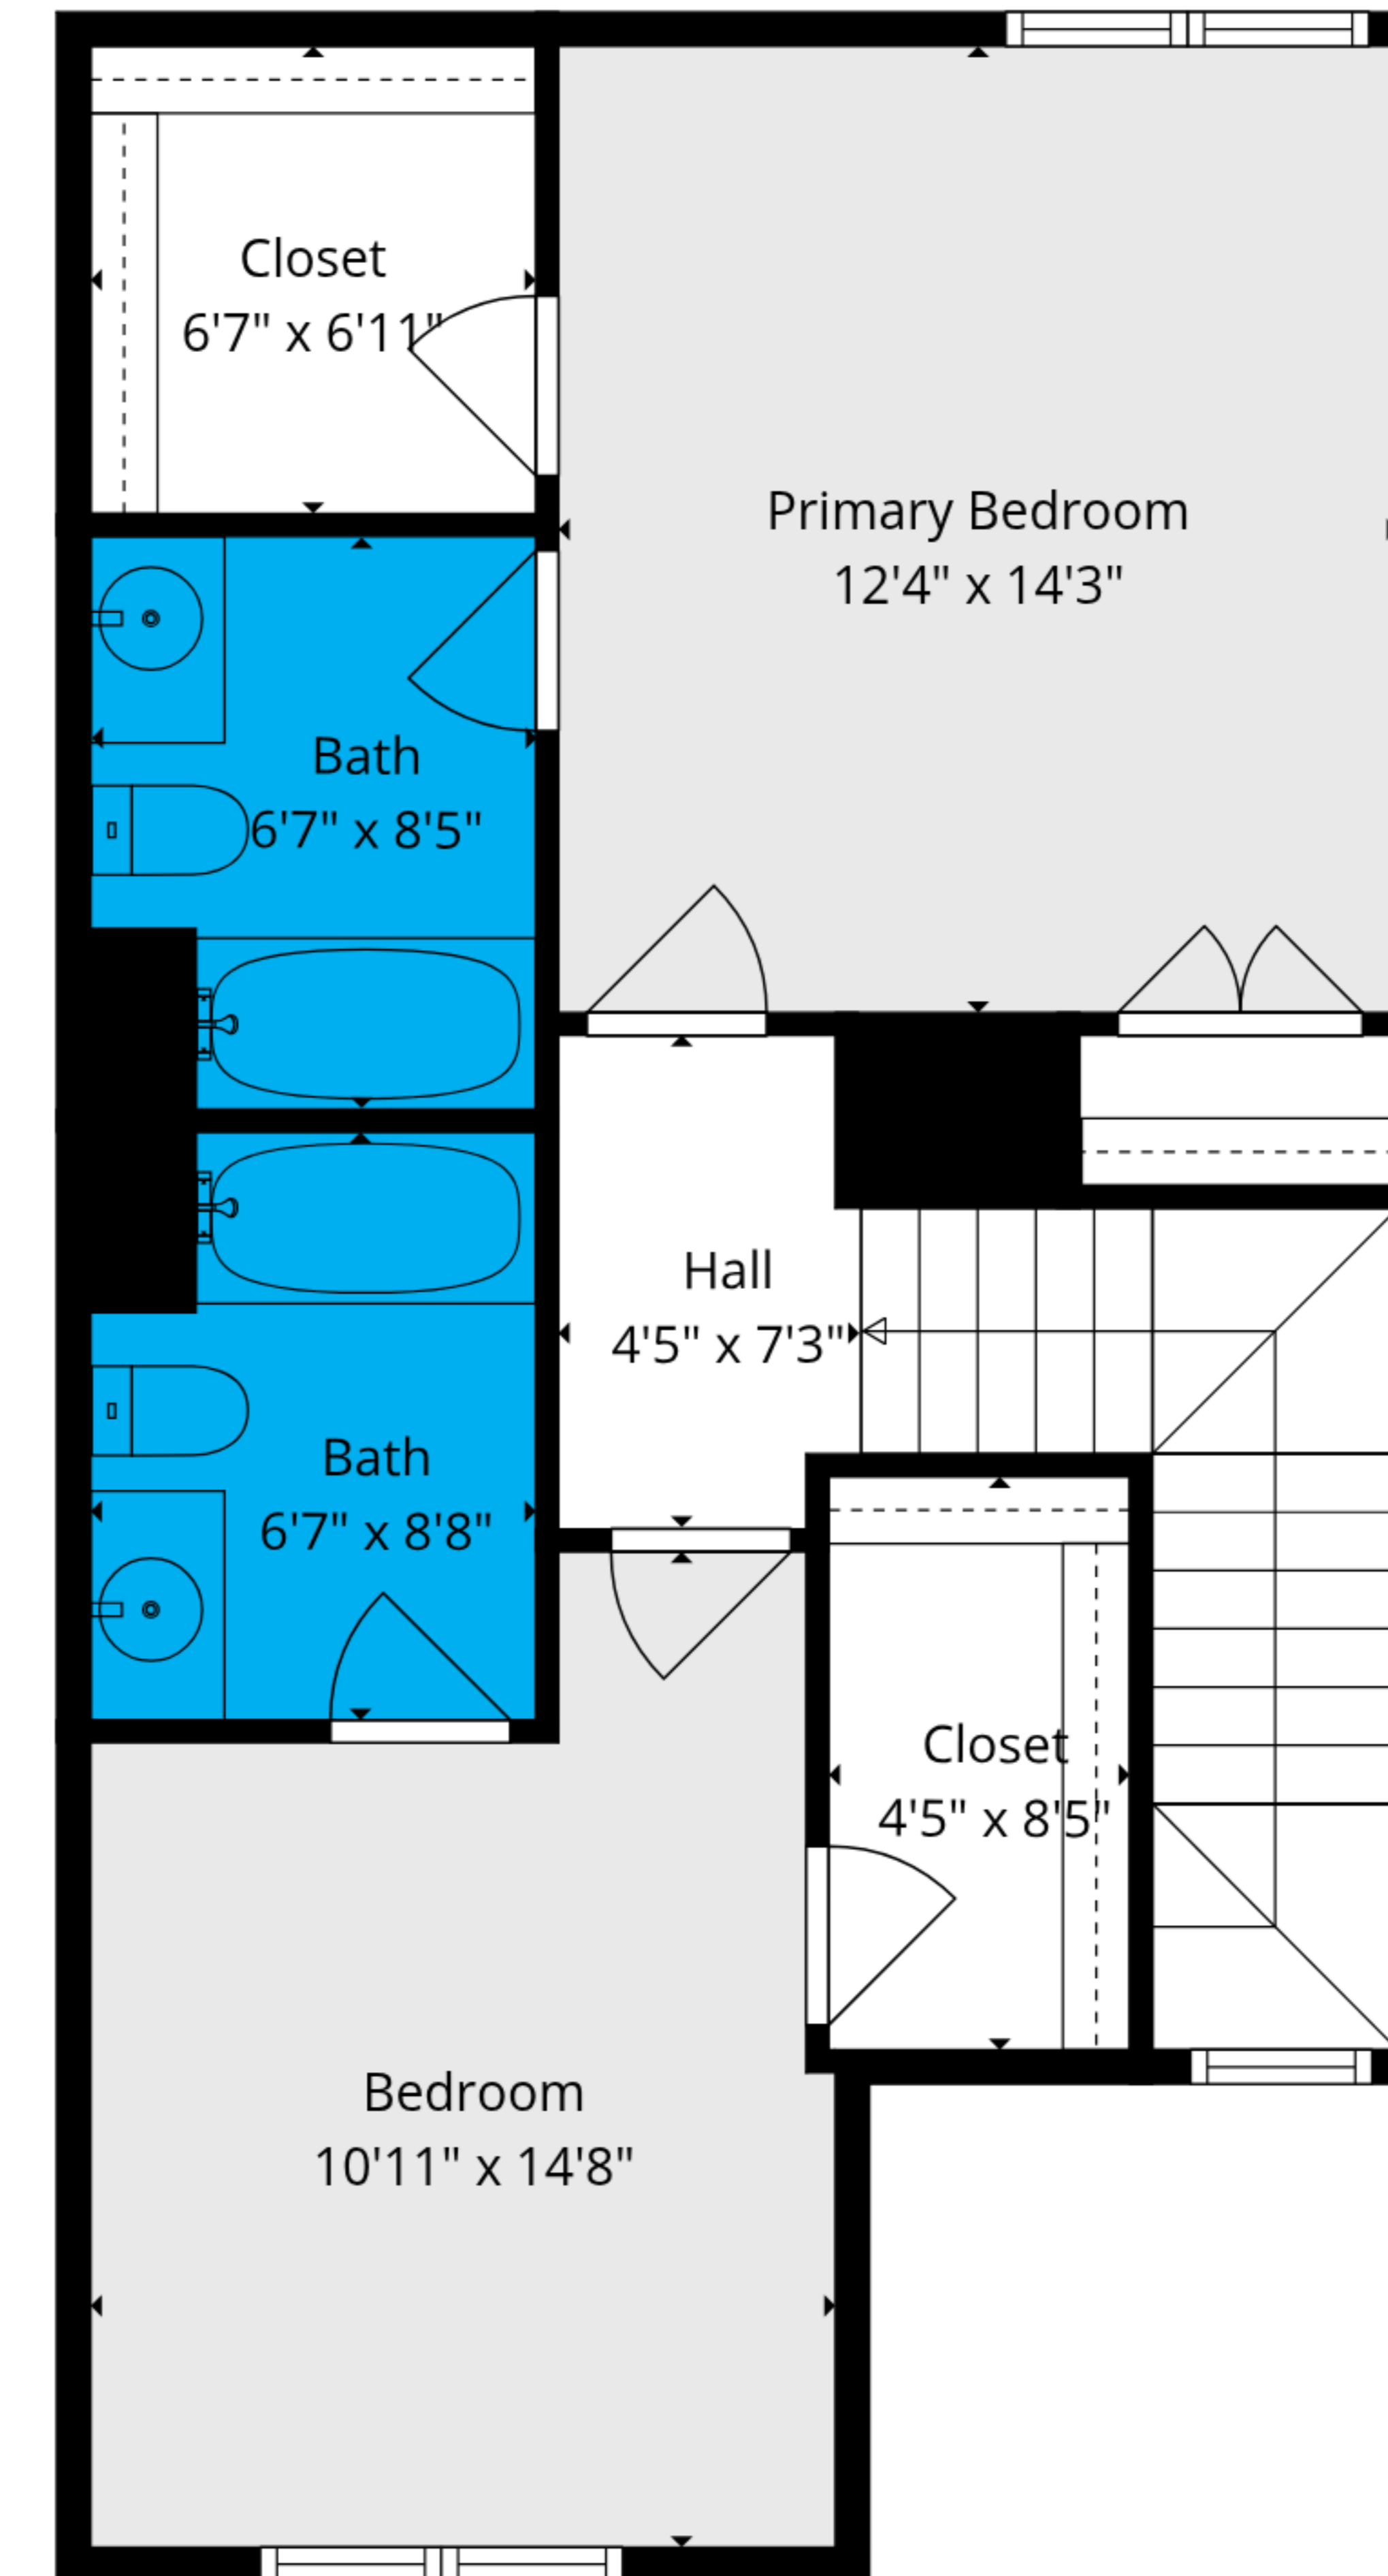 Closet
6'7" x 6'11"
Primary Bedroom
12'4" x 14'3"
Bath
6'7" x 8'5"
Hall
4'5" x 7'3"
Bath
6'7" x 8'8"
Closet
4'5" x 8'5"
Bedroom
10'11" x 14'8"